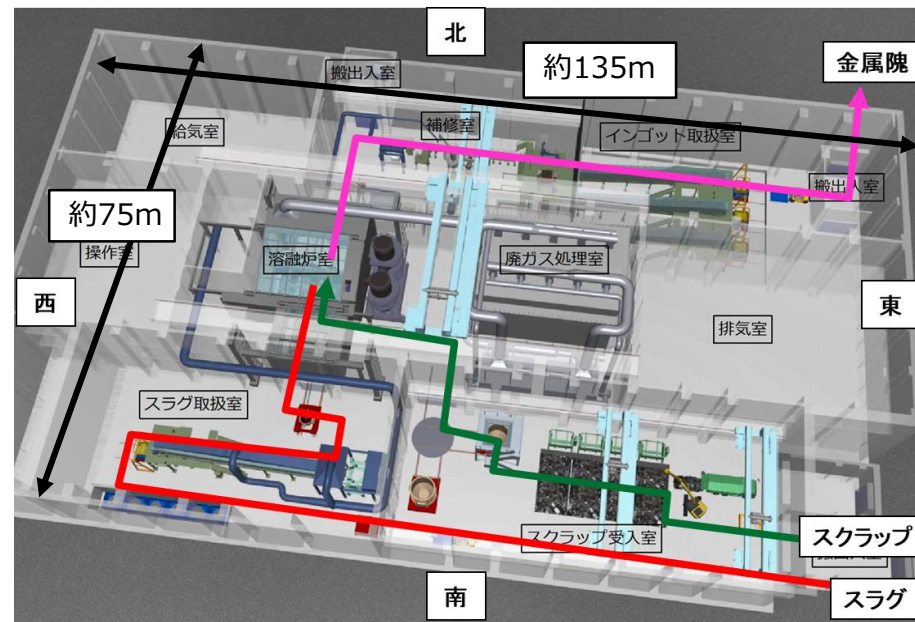 北
約135m
金属隗
搬出入室
給気室
補修室
インゴット取扱室
搬出入室
約75m
操作室
溶融炉室
廃ガス処理室
西
東
排気室
スラグ取扱室
スクラップ受入室
スクラップ
搬出入室
スラグ
南